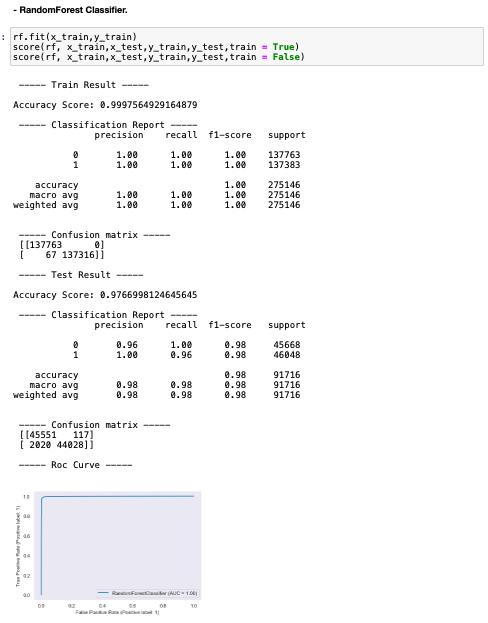 - RandomForest Classifier.
: rf.fit(x_train,y_train)
score(rf, x_train,x_test,y_train,y_test,train = True)
score(rf, x_train,x_test,y_train,y_test,train = False)
----- Train Result -----
Accuracy Score: 0.9997564929164879
----- Classification Report -----
precision recall f1-score support
0 1.00 1.00 1.00 137763
1 1.00 1.00 1.00 137383
accuracy 1.00 275146
macro avg 1.00 1.00 1.00 275146
weighted avg 1.00 1.00 1.00 275146
----- Confusion matrix -----
[[137763 0]
[ 67 137316]]
----- Test Result -----
Accuracy Score: 0.9766998124645645
----- Classification Report -----
precision recall f1-score support
0 0.96 1.00 0.98 45668
1 1.00 0.96 0.98 46048
accuracy 0.98 91716
macro avg 0.98 0.98 0.98 91716
weighted avg 0.98 0.98 0.98 91716
----- Confusion matrix -----
[[45551 117]
[ 2020 44028]]
----- Roc Curve -----
True Positive Rate (Positive label: 1)
1.0
0.8
0.6
0.4
0.2
0.0
RandomForestClassifier (AUC = 1.00)
0.0 0.2 0.4 0.6 0.8 1.0
False Positive Rate (Positive label: 1)